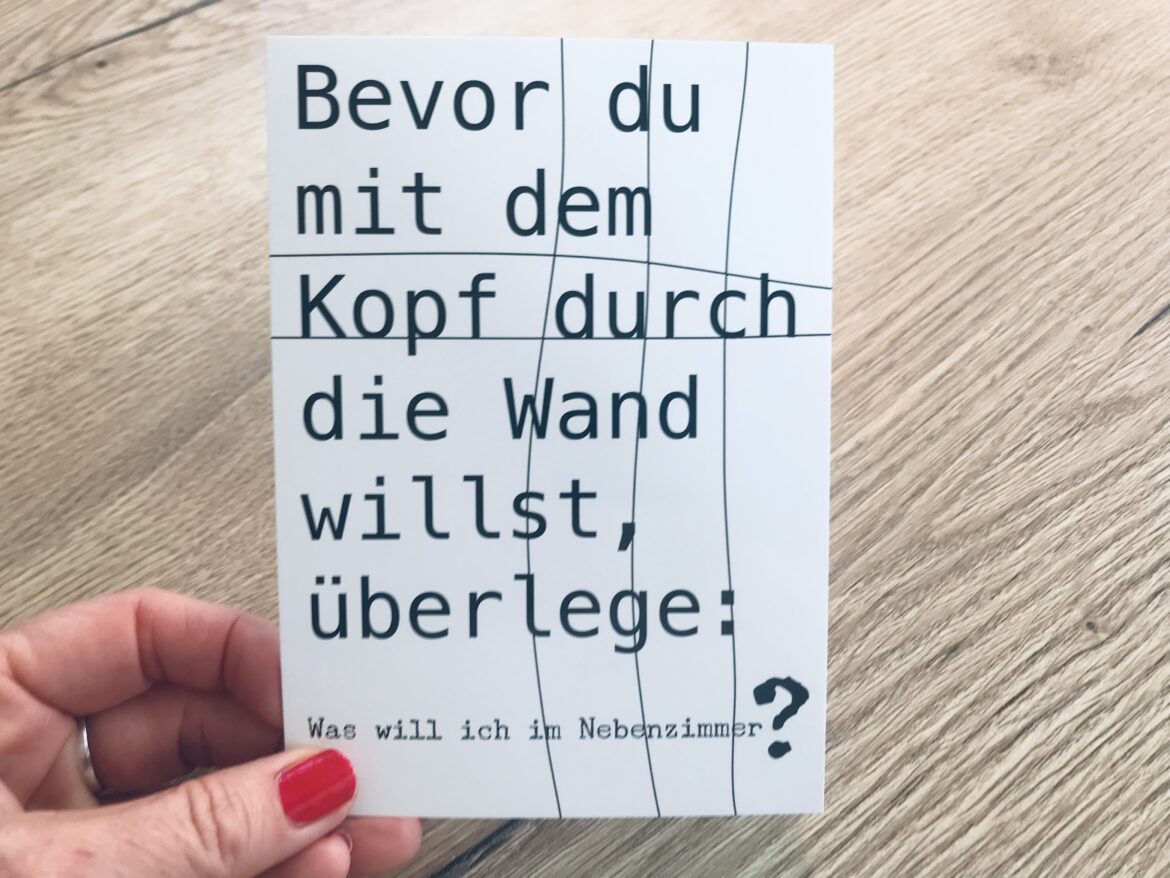 Bevor du
mit dem
Kopf durch
die Wand
willst,
überlege:
Was will ich im Nebenzimmer?